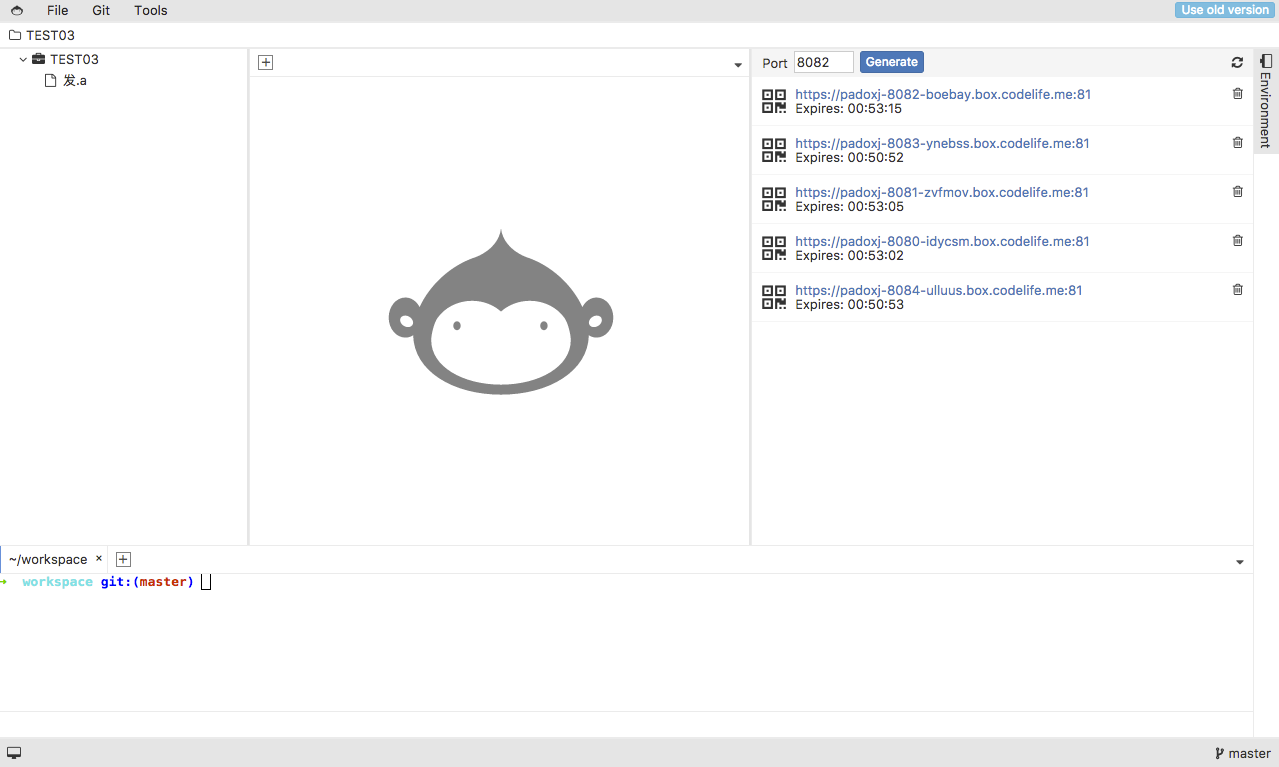 File Git Tools Use old version
TEST03
TEST03
发.a
Port 8082 Generate
https://padoxj-8082-boebay.box.codelife.me:81
Expires: 00:53:15
https://padoxj-8083-ynebss.box.codelife.me:81
Expires: 00:50:52
https://padoxj-8081-zvfmov.box.codelife.me:81
Expires: 00:53:05
https://padoxj-8080-idycsm.box.codelife.me:81
Expires: 00:53:02
https://padoxj-8084-ulluus.box.codelife.me:81
Expires: 00:50:53
Environment
~/workspace ×
→ workspace git:(master)
master